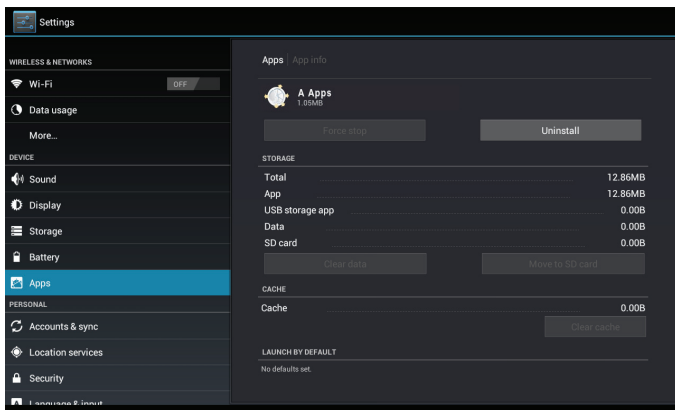 Settings
WIRELESS & NETWORKS
Wi-Fi OFF
Data usage
More...
DEVICE
Sound
Display
Storage
Battery
Apps
PERSONAL
Accounts & sync
Location services
Security
Language & input
Apps App info
A Apps
1.05MB
Force stop Uninstall
STORAGE
Total 12.86MB
App 12.86MB
USB storage app 0.00B
Data 0.00B
SD card 0.00B
Clear data Move to SD card
CACHE
Cache 0.00B
Clear cache
LAUNCH BY DEFAULT
No defaults set.